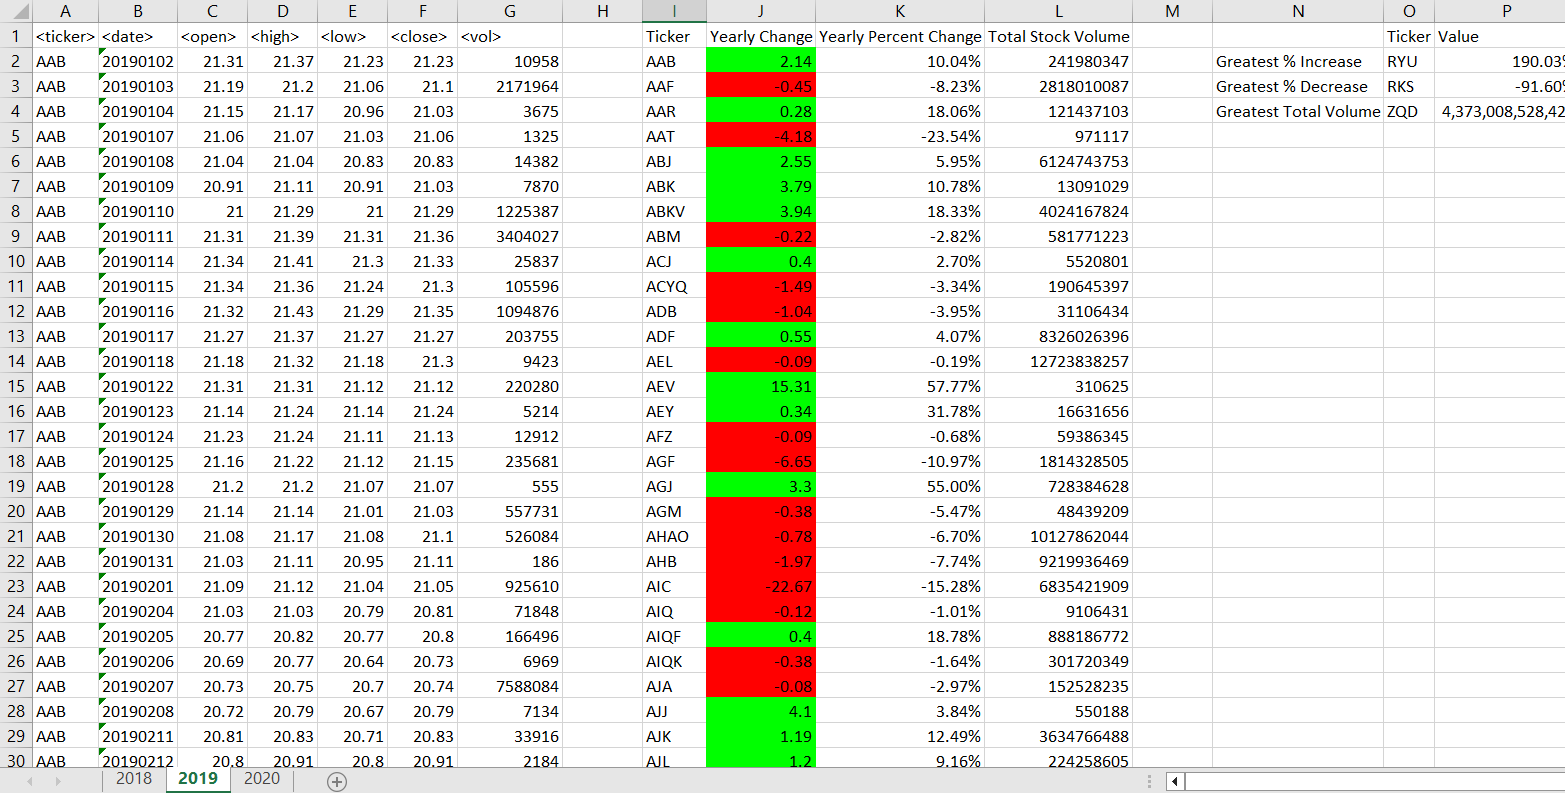 A B C D E F G H I J K L M N O P
1 <ticker> <date> <open> <high> <low> <close> <vol> Ticker Yearly Change Yearly Percent Change Total Stock Volume Ticker Value
2 AAB 20190102 21.31 21.37 21.23 21.23 10958 AAB 2.14 10.04% 241980347 Greatest % Increase RYU 190.03%
3 AAB 20190103 21.19 21.2 21.06 21.1 2171964 AAF -0.45 -8.23% 2818010087 Greatest % Decrease RKS -91.60%
4 AAB 20190104 21.15 21.17 20.96 21.03 3675 AAR 0.28 18.06% 121437103 Greatest Total Volume ZQD 4,373,008,528,42
5 AAB 20190107 21.06 21.07 21.03 21.06 1325 AAT -4.18 -23.54% 971117
6 AAB 20190108 21.04 21.04 20.83 20.83 14382 ABJ 2.55 5.95% 6124743753
7 AAB 20190109 20.91 21.11 20.91 21.03 7870 ABK 3.79 10.78% 13091029
8 AAB 20190110 21 21.29 21 21.29 1225387 ABKV 3.94 18.33% 4024167824
9 AAB 20190111 21.31 21.39 21.31 21.36 3404027 ABM -0.22 -2.82% 581771223
10 AAB 20190114 21.34 21.41 21.3 21.33 25837 ACJ 0.4 2.70% 5520801
11 AAB 20190115 21.34 21.36 21.24 21.3 105596 ACYQ -1.49 -3.34% 190645397
12 AAB 20190116 21.32 21.43 21.29 21.35 1094876 ADB -1.04 -3.95% 31106434
13 AAB 20190117 21.27 21.37 21.27 21.27 203755 ADF 0.55 4.07% 8326026396
14 AAB 20190118 21.18 21.32 21.18 21.3 9423 AEL -0.09 -0.19% 12723838257
15 AAB 20190122 21.31 21.31 21.12 21.12 220280 AEV 15.31 57.77% 310625
16 AAB 20190123 21.14 21.24 21.14 21.24 5214 AEY 0.34 31.78% 16631656
17 AAB 20190124 21.23 21.24 21.11 21.13 12912 AFZ -0.09 -0.68% 59386345
18 AAB 20190125 21.16 21.22 21.12 21.15 235681 AGF -6.65 -10.97% 1814328505
19 AAB 20190128 21.2 21.2 21.07 21.07 555 AGJ 3.3 55.00% 728384628
20 AAB 20190129 21.14 21.14 21.01 21.03 557731 AGM -0.38 -5.47% 48439209
21 AAB 20190130 21.08 21.17 21.08 21.1 526084 AHAO -0.78 -6.70% 10127862044
22 AAB 20190131 21.03 21.11 20.95 21.11 186 AHB -1.97 -7.74% 9219936469
23 AAB 20190201 21.09 21.12 21.04 21.05 925610 AIC -22.67 -15.28% 6835421909
24 AAB 20190204 21.03 21.03 20.79 20.81 71848 AIQ -0.12 -1.01% 9106431
25 AAB 20190205 20.77 20.82 20.77 20.8 166496 AIQF 0.4 18.78% 888186772
26 AAB 20190206 20.69 20.77 20.64 20.73 6969 AIQK -0.38 -1.64% 301720349
27 AAB 20190207 20.73 20.75 20.7 20.74 7588084 AJA -0.08 -2.97% 152528235
28 AAB 20190208 20.72 20.79 20.67 20.79 7134 AJJ 4.1 3.84% 550188
29 AAB 20190211 20.81 20.83 20.71 20.83 33916 AJK 1.19 12.49% 3634766488
30 AAB 20190212 20.8 20.91 20.8 20.91 2184 AJL 1.2 9.16% 224258605
2018 2019 2020